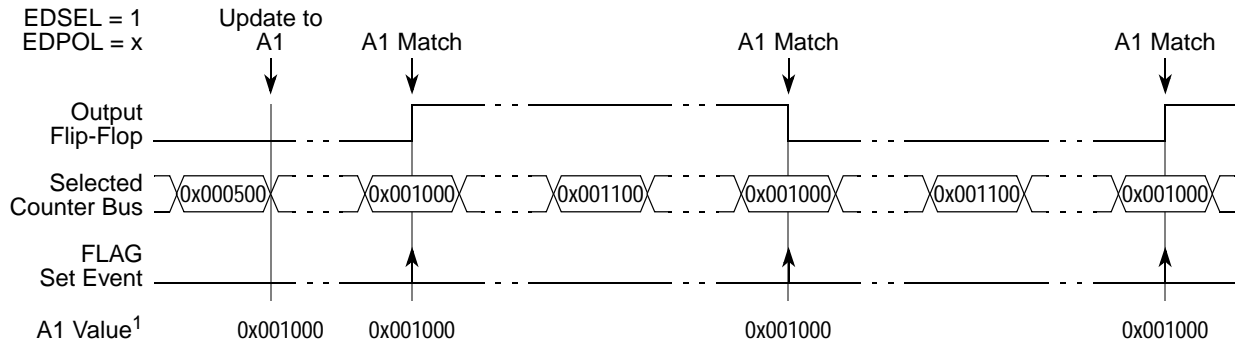 EDSEL = 1
EDPOL = x
Update to
A1
A1 Match
A1 Match
A1 Match
Output
Flip-Flop
Selected
Counter Bus
0x000500
0x001000
0x001100
0x001000
0x001100
0x001000
FLAG
Set Event
A1 Value1
0x001000
0x001000
0x001000
0x001000